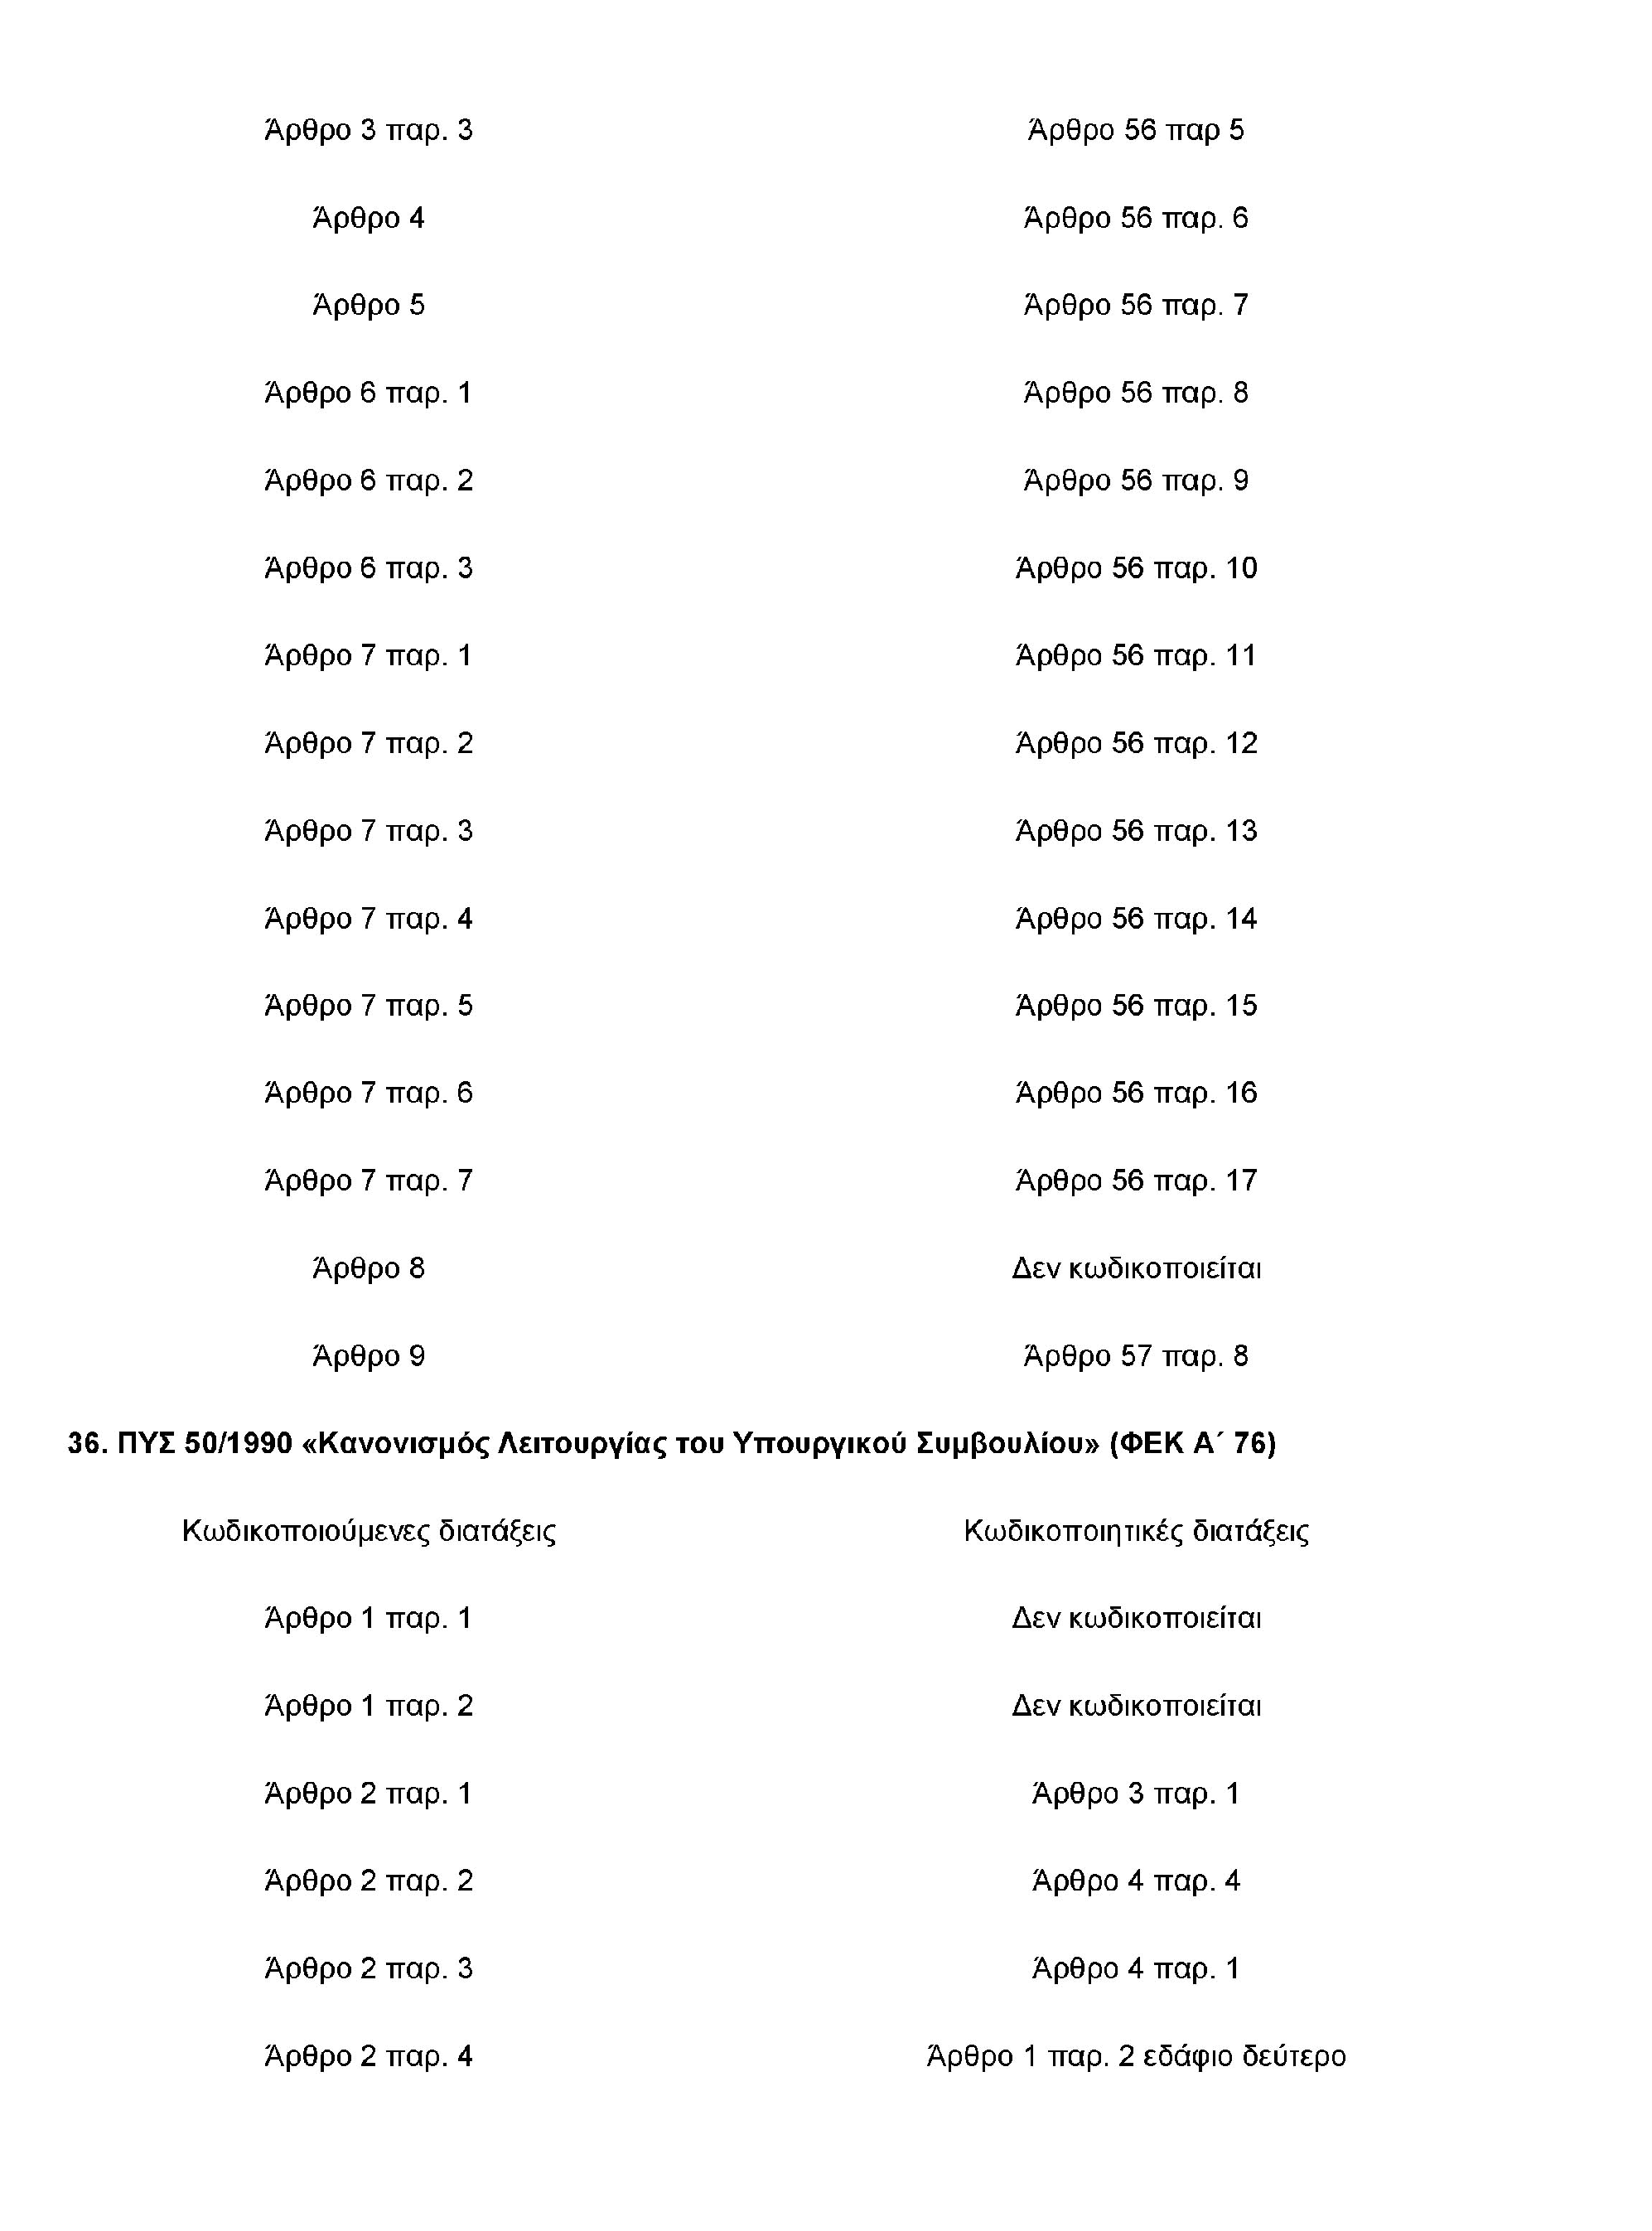 Άρθρο 3 παρ. 3 Άρθρο 56 παρ 5
Άρθρο 4 Άρθρο 56 παρ. 6
Άρθρο 5 Άρθρο 56 παρ. 7
Άρθρο 6 παρ. 1 Άρθρο 56 παρ. 8
Άρθρο 6 παρ. 2 Άρθρο 56 παρ. 9
Άρθρο 6 παρ. 3 Άρθρο 56 παρ. 10
Άρθρο 7 παρ. 1 Άρθρο 56 παρ. 11
Άρθρο 7 παρ. 2 Άρθρο 56 παρ. 12
Άρθρο 7 παρ. 3 Άρθρο 56 παρ. 13
Άρθρο 7 παρ. 4 Άρθρο 56 παρ. 14
Άρθρο 7 παρ. 5 Άρθρο 56 παρ. 15
Άρθρο 7 παρ. 6 Άρθρο 56 παρ. 16
Άρθρο 7 παρ. 7 Άρθρο 56 παρ. 17
Άρθρο 8 Δεν κωδικοποιείται
Άρθρο 9 Άρθρο 57 παρ. 8
36. ΠΥΣ 50/1990 «Κανονισμός Λειτουργίας του Υπουργικού Συμβουλίου» (ΦΕΚ Α΄ 76)
Κωδικοποιούμενες διατάξεις Κωδικοποιητικές διατάξεις
Άρθρο 1 παρ. 1 Δεν κωδικοποιείται
Άρθρο 1 παρ. 2 Δεν κωδικοποιείται
Άρθρο 2 παρ. 1 Άρθρο 3 παρ. 1
Άρθρο 2 παρ. 2 Άρθρο 4 παρ. 4
Άρθρο 2 παρ. 3 Άρθρο 4 παρ. 1
Άρθρο 2 παρ. 4 Άρθρο 1 παρ. 2 εδάφιο δεύτερο